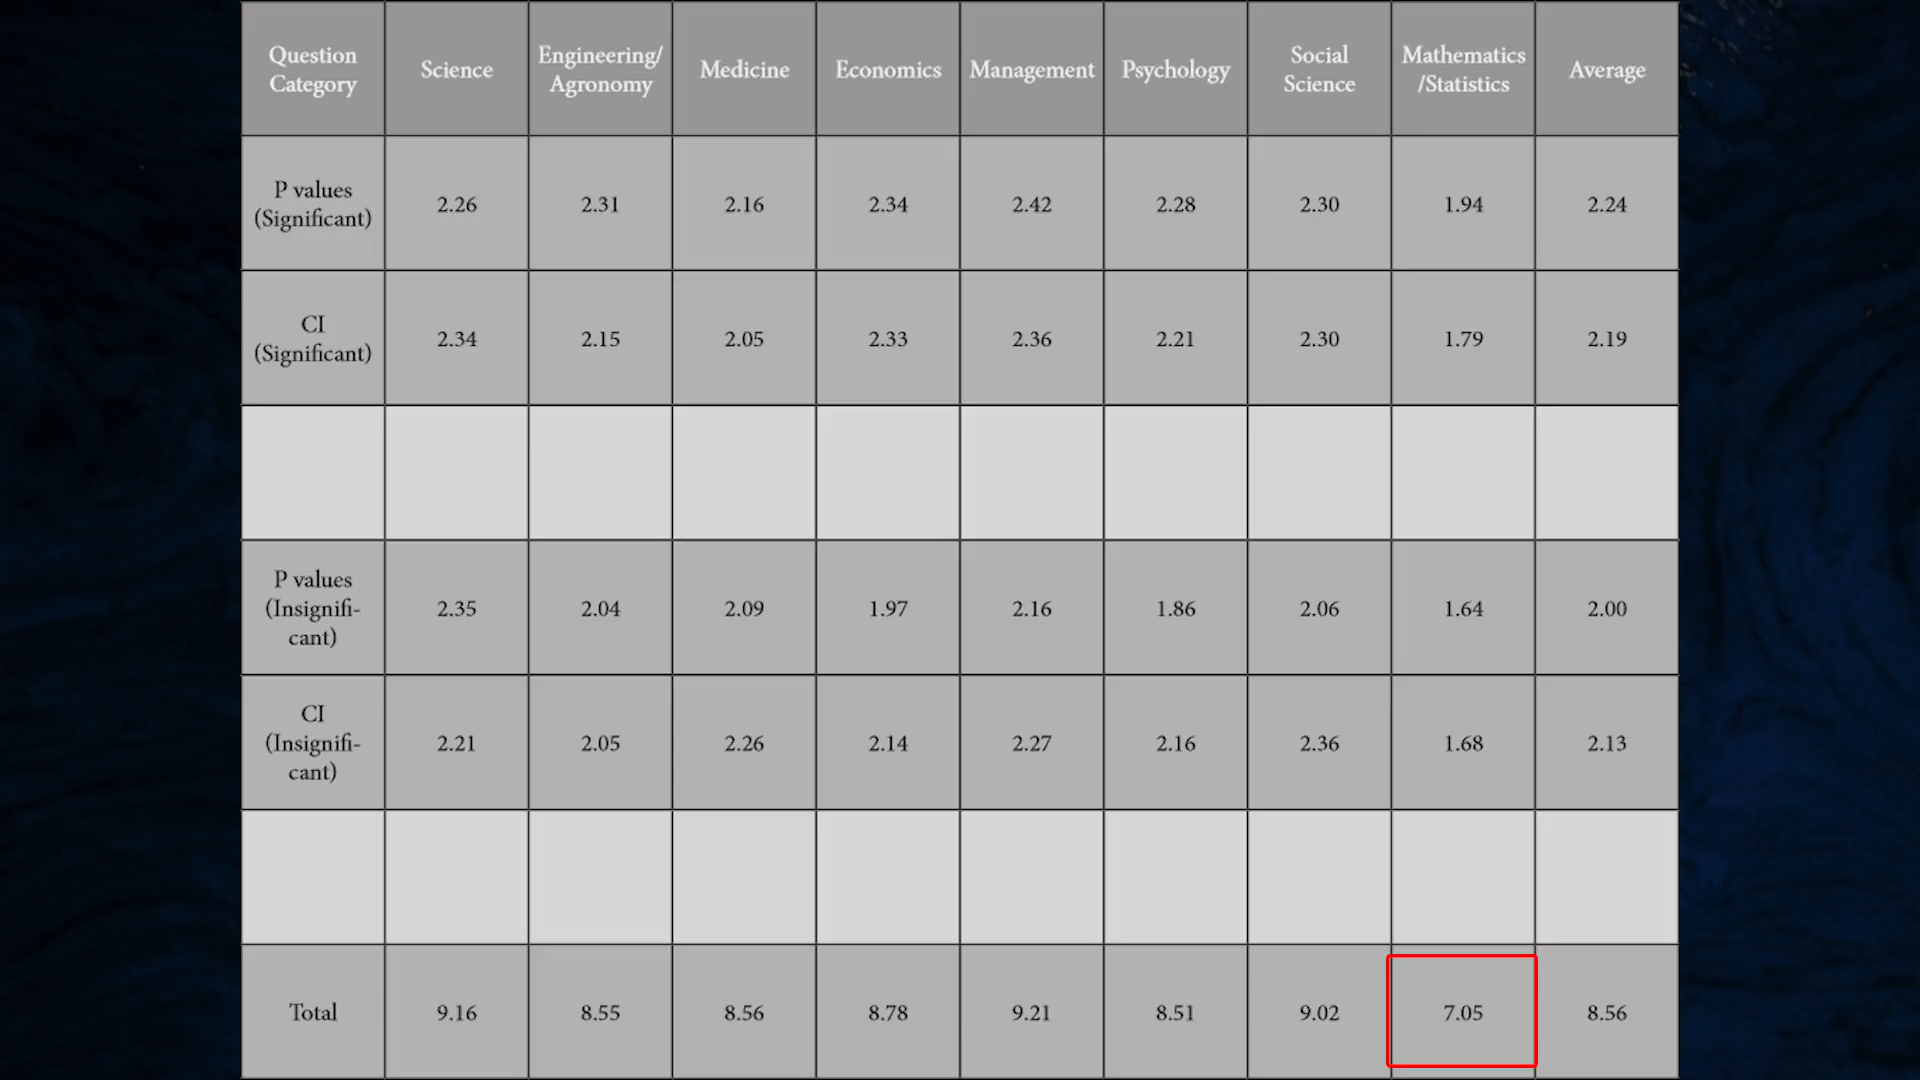 Question Category Science Engineering/ Agronomy Medicine Economics Management Psychology Social Science Mathematics /Statistics Average
P values (Significant) 2.26 2.31 2.16 2.34 2.42 2.28 2.30 1.94 2.24
CI (Significant) 2.34 2.15 2.05 2.33 2.36 2.21 2.30 1.79 2.19
P values (Insignifi- cant) 2.35 2.04 2.09 1.97 2.16 1.86 2.06 1.64 2.00
CI (Insignifi- cant) 2.21 2.05 2.26 2.14 2.27 2.16 2.36 1.68 2.13
Total 9.16 8.55 8.56 8.78 9.21 8.51 9.02 7.05 8.56